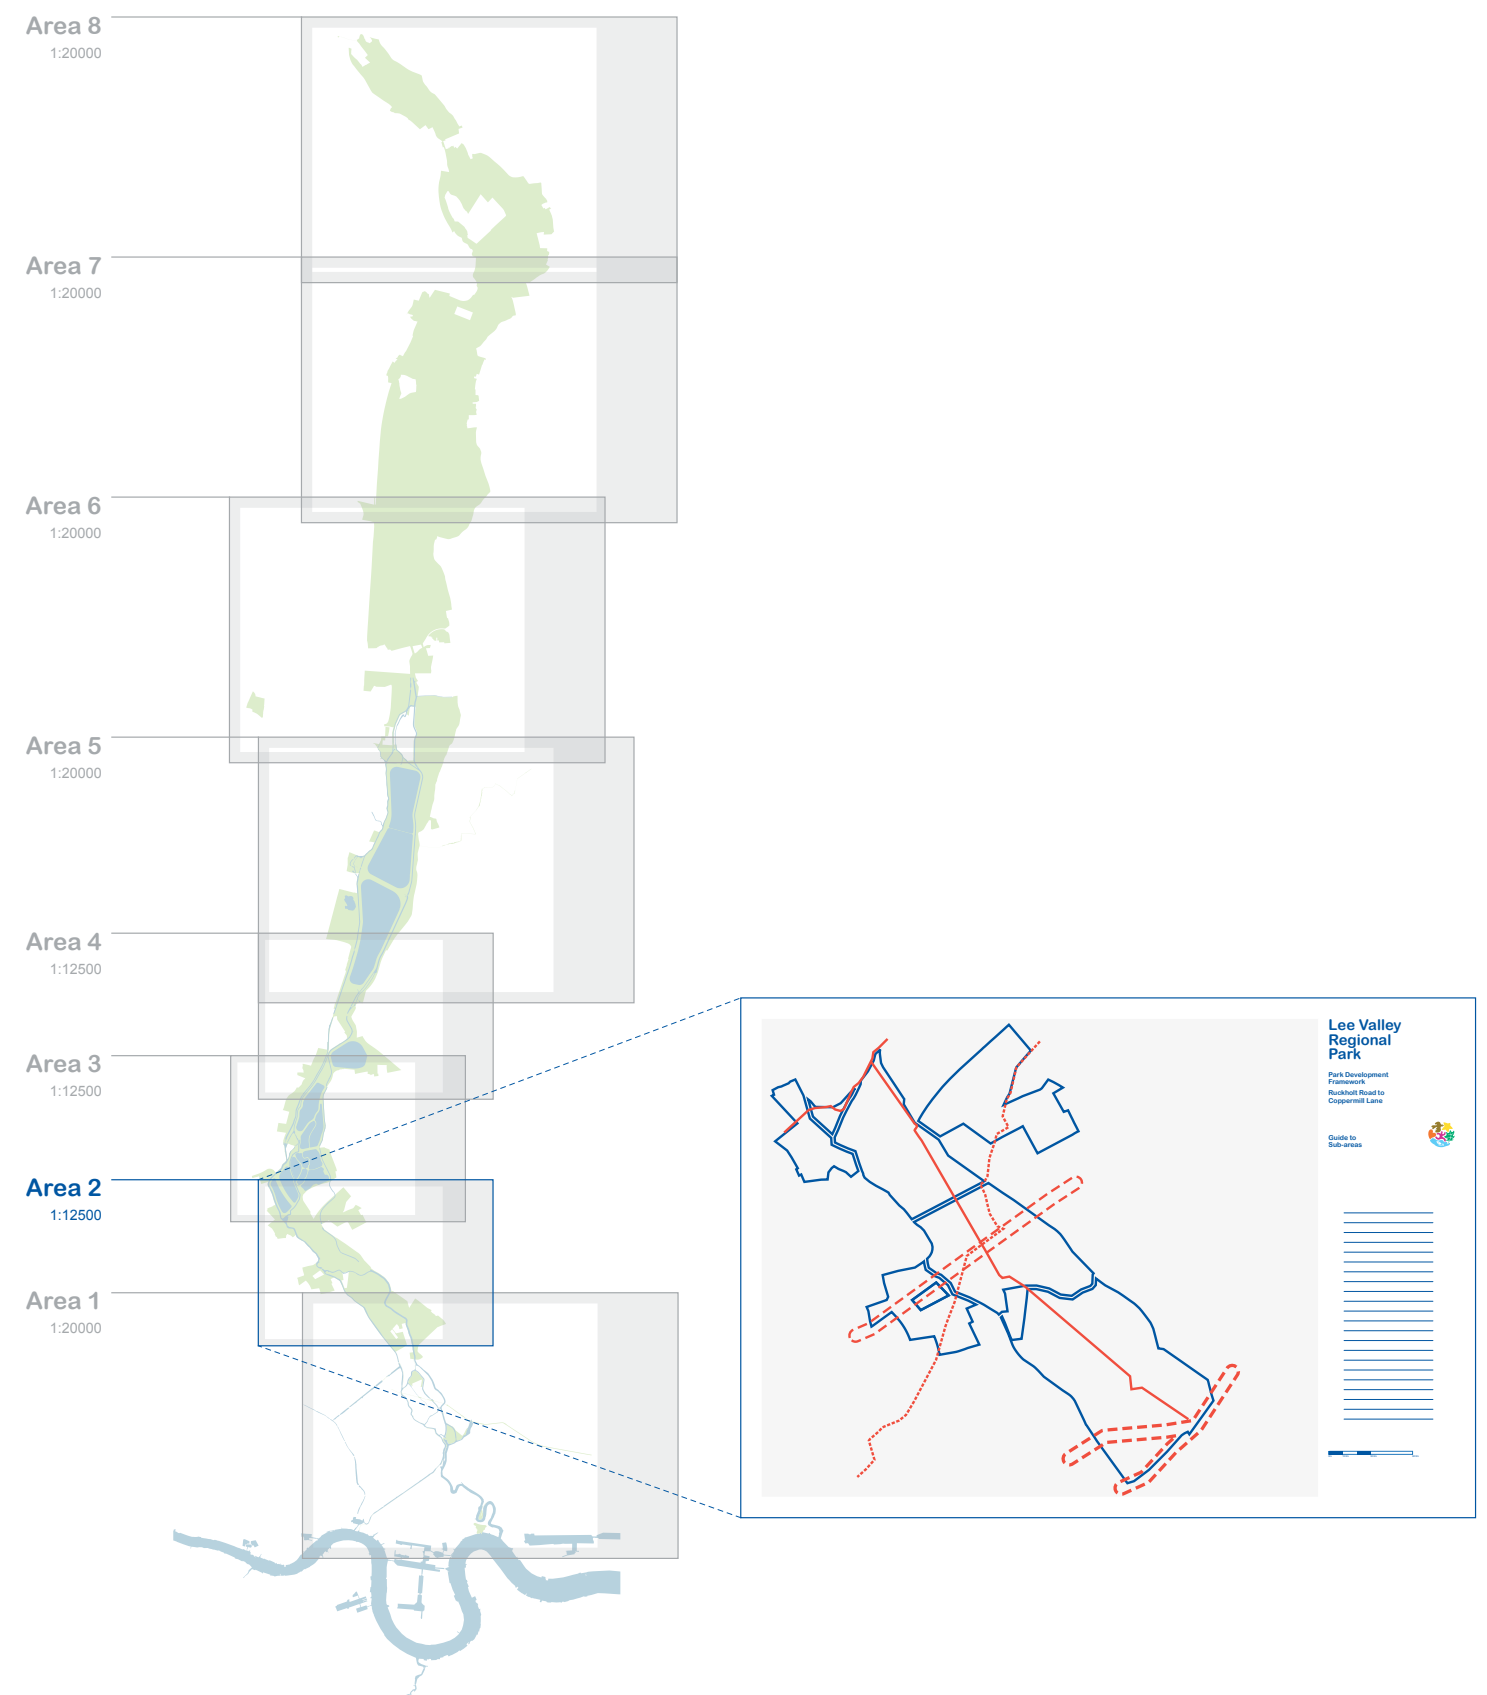 Area 8
1:20000
Area 7
1:20000
Area 6
1:20000
Area 5
1:20000
Area 4
1:12500
Area 3
1:12500
Area 2
1:12500
Area 1
1:20000
Lee Valley
Regional
Park
Park Development
Framework
Ruckholt Road to
Coppermill Lane
Guide to
Sub-areas